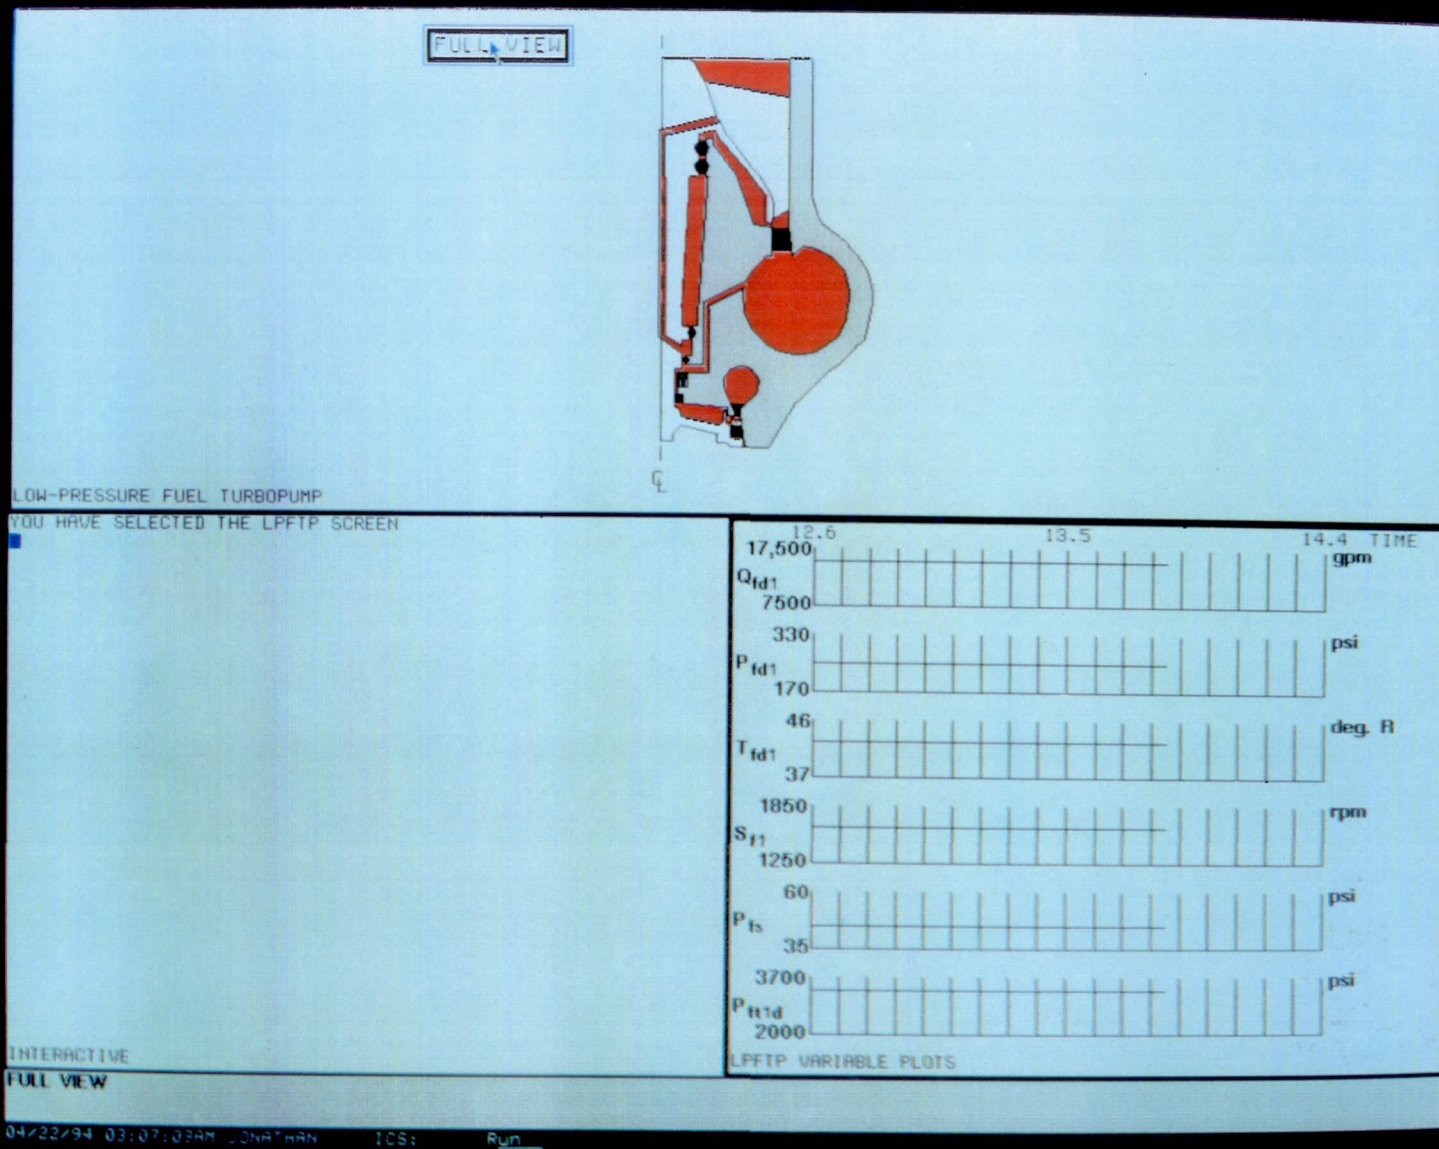 FULL VIEW
℄
LOW-PRESSURE FUEL TURBOPUMP
YOU HAVE SELECTED THE LPFTP SCREEN
INTERACTIVE
12.6 13.5 14.4 TIME
17,500 gpm
Qfd1
7500
330 psi
Pfd1
170
46 deg. R
Tfd1
37
1850 rpm
Sf1
1250
60 psi
Pfs
35
3700 psi
Pft1d
2000
LPFTP VARIABLE PLOTS
FULL VIEW
04/22/94 03:07:09AM JONATHAN ICS: Run